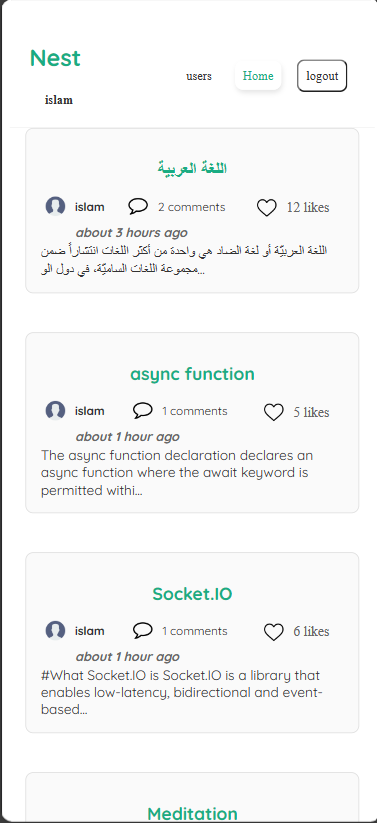 Nest
users Home logout
islam
اللغة العربية
islam 2 comments 12 likes
about 3 hours ago
اللغة العربيّة أو لغة الضاد هي واحدة من أكثر اللغات انتشاراً ضمن
مجموعة اللغات الساميّة، في دول الو...
async function
islam 1 comments 5 likes
about 1 hour ago
The async function declaration declares an
async function where the await keyword is
permitted withi...
Socket.IO
islam 1 comments 6 likes
about 1 hour ago
#What Socket.IO is Socket.IO is a library that
enables low-latency, bidirectional and event-
based...
Meditation